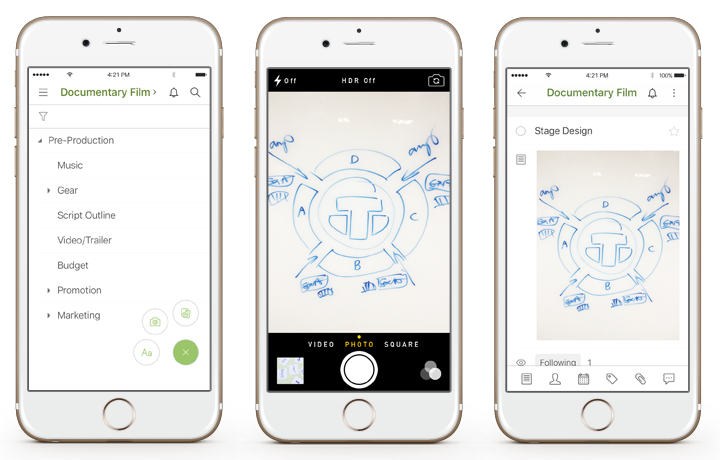 4:21 PM
Documentary Film
Pre-Production
Music
Gear
Script Outline
Video/Trailer
Budget
Promotion
Marketing
Aa
Off
HDR Off
D
A
C
B
VIDEO PHOTO SQUARE
4:21 PM 100%
Documentary Film
Stage Design
D
A
C
B
Following 1